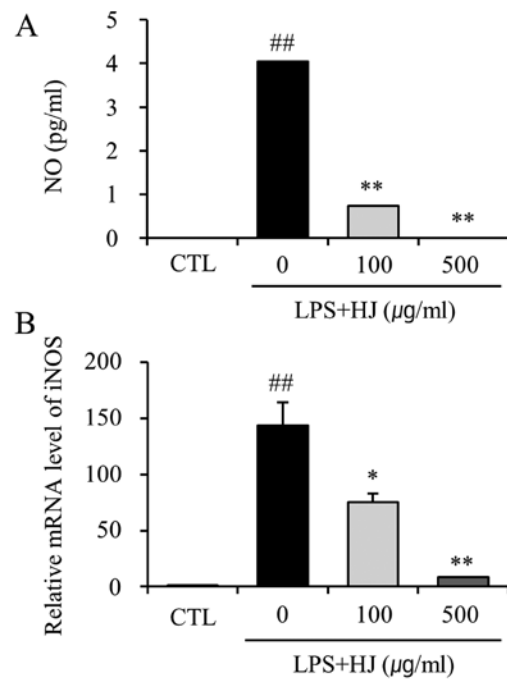 A
NO (pg/ml)
5
4
3
2
1
0
##
**
**
CTL
0
100
500
LPS+HJ (μg/ml)
B
Relative mRNA level of iNOS
200
150
100
50
0
##
*
**
CTL
0
100
500
LPS+HJ (μg/ml)